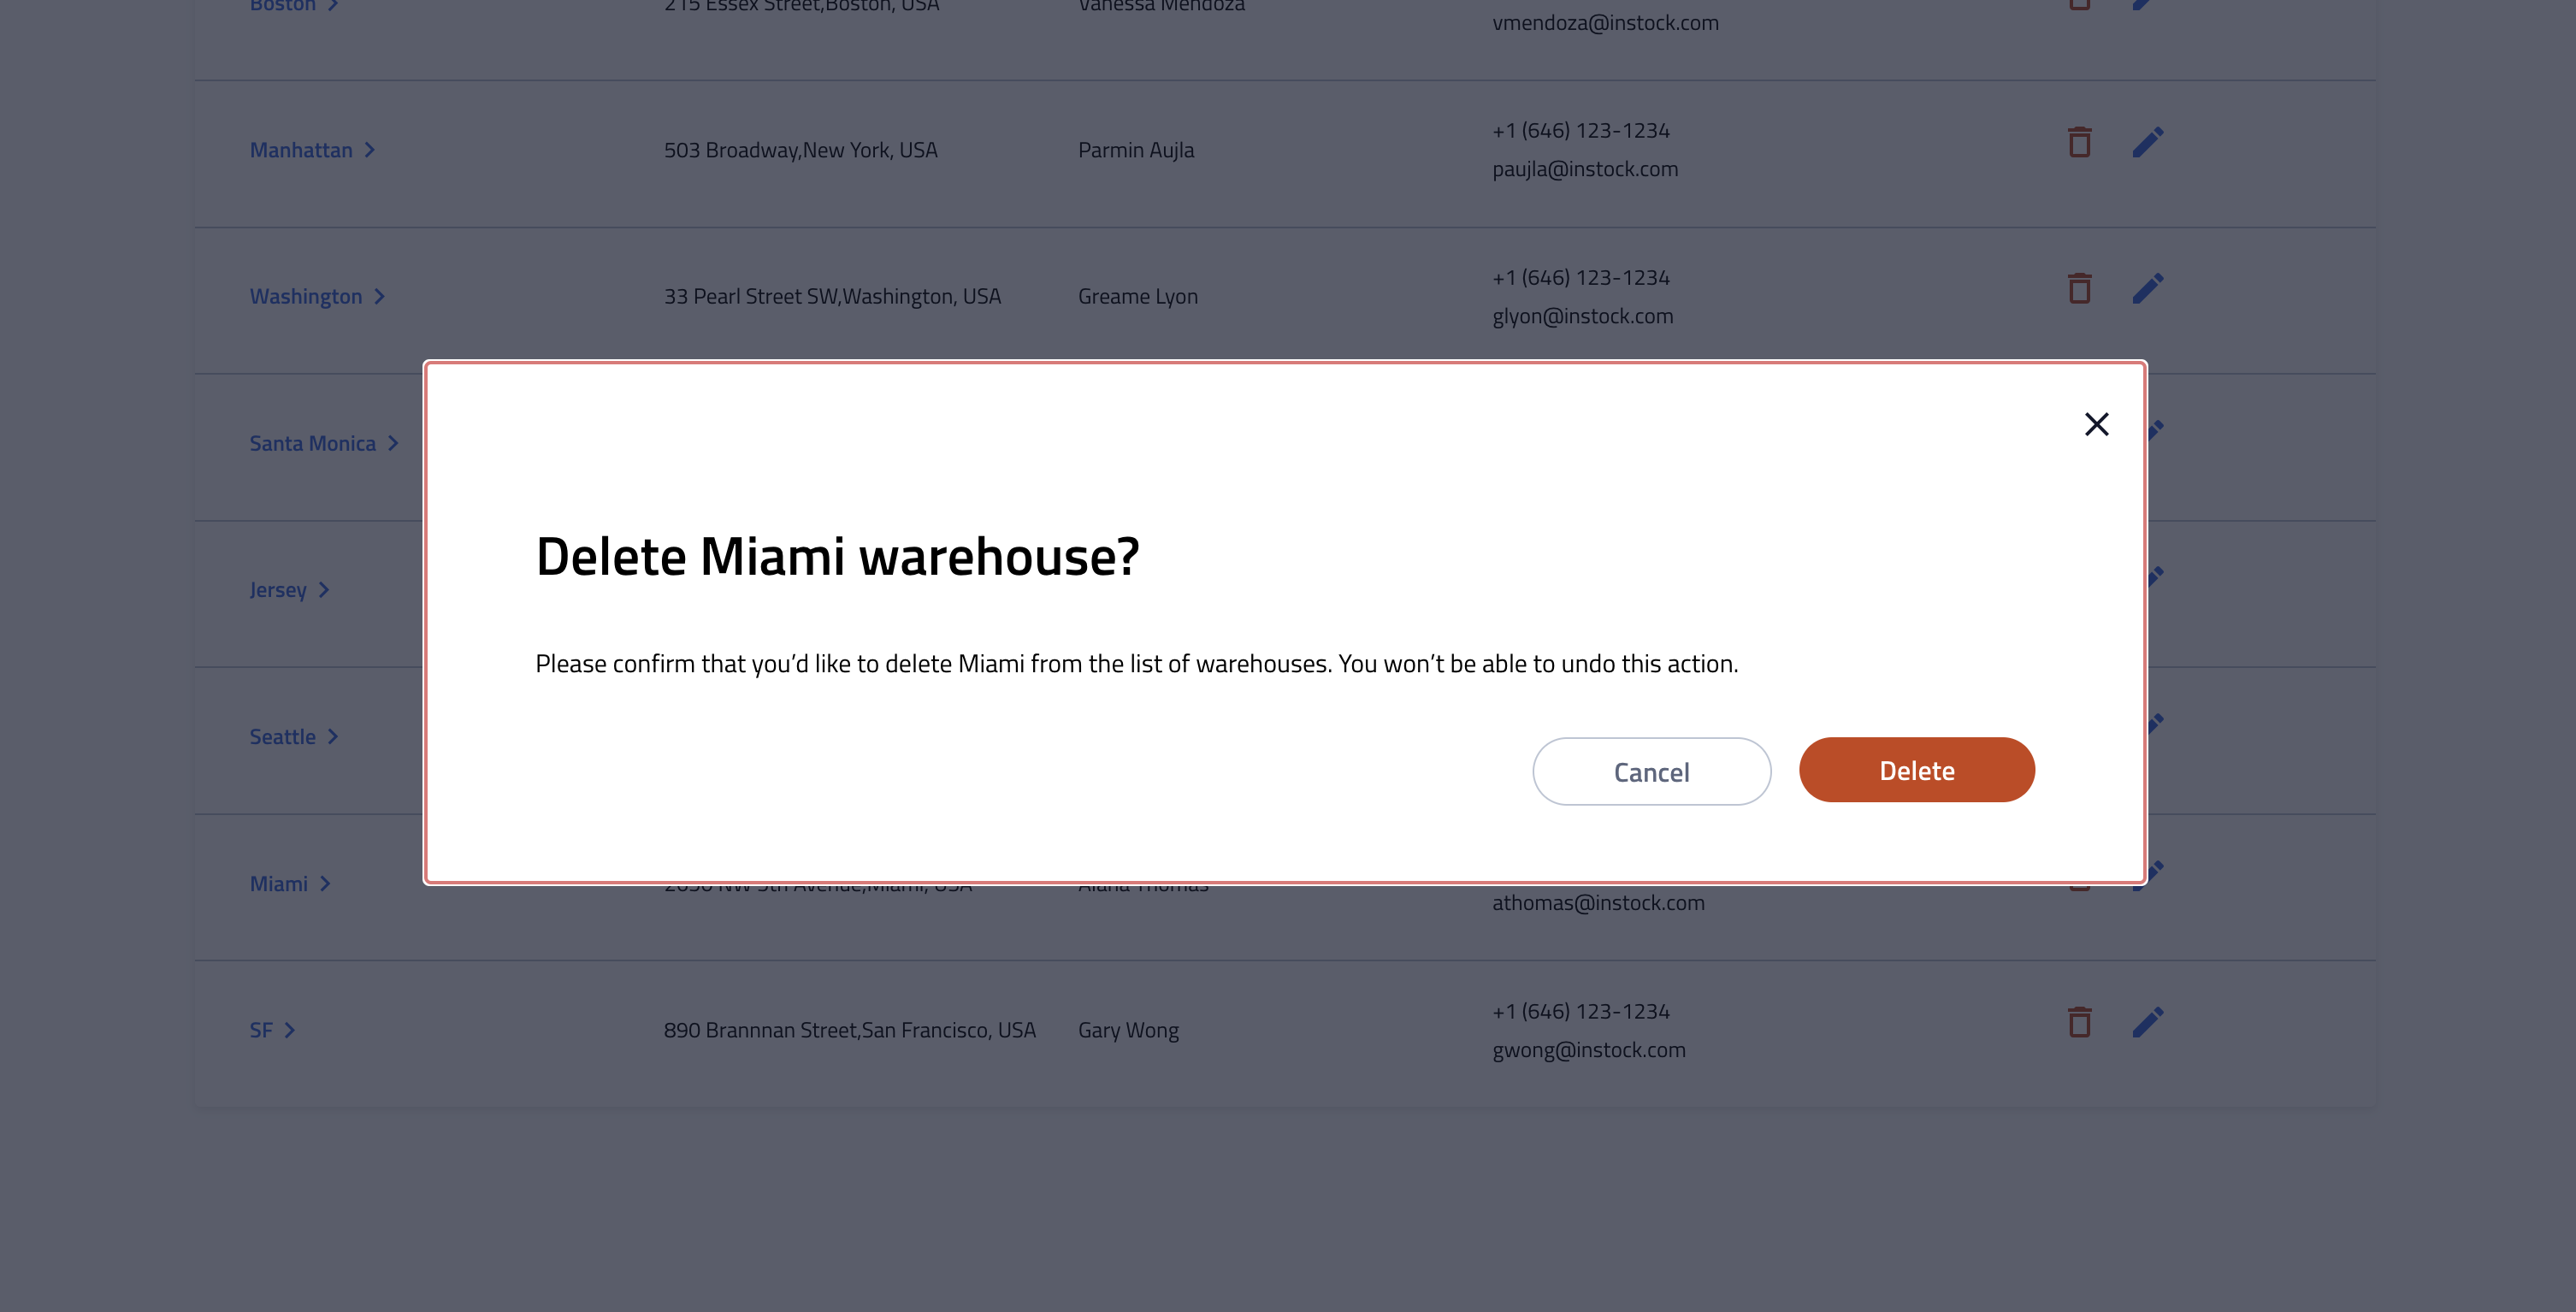 Boston 215 Essex Street,Boston, USA Vanessa Mendoza
vmendoza@instock.com
+1 (646) 123-1234
Manhattan 503 Broadway,New York, USA Parmin Aujla
paujla@instock.com
+1 (646) 123-1234
Washington 33 Pearl Street SW,Washington, USA Greame Lyon
glyon@instock.com
Santa Monica
Delete Miami warehouse?
Jersey
Please confirm that you’d like to delete Miami from the list of warehouses. You won’t be able to undo this action.
Seattle
Cancel Delete
Miami
athomas@instock.com
+1 (646) 123-1234
SF 890 Brannnan Street,San Francisco, USA Gary Wong
gwong@instock.com